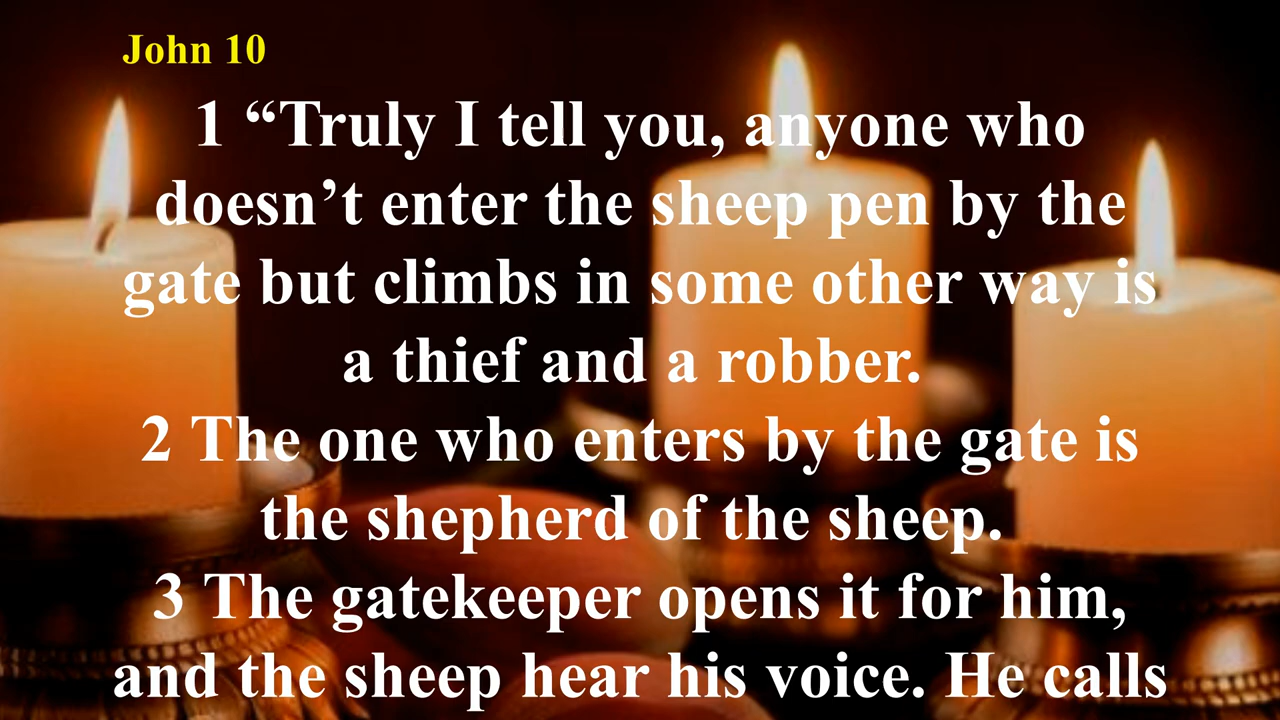 John 10
1 “Truly I tell you, anyone who
doesn’t enter the sheep pen by the
gate but climbs in some other way is
a thief and a robber.
2 The one who enters by the gate is
the shepherd of the sheep.
3 The gatekeeper opens it for him,
and the sheep hear his voice. He calls